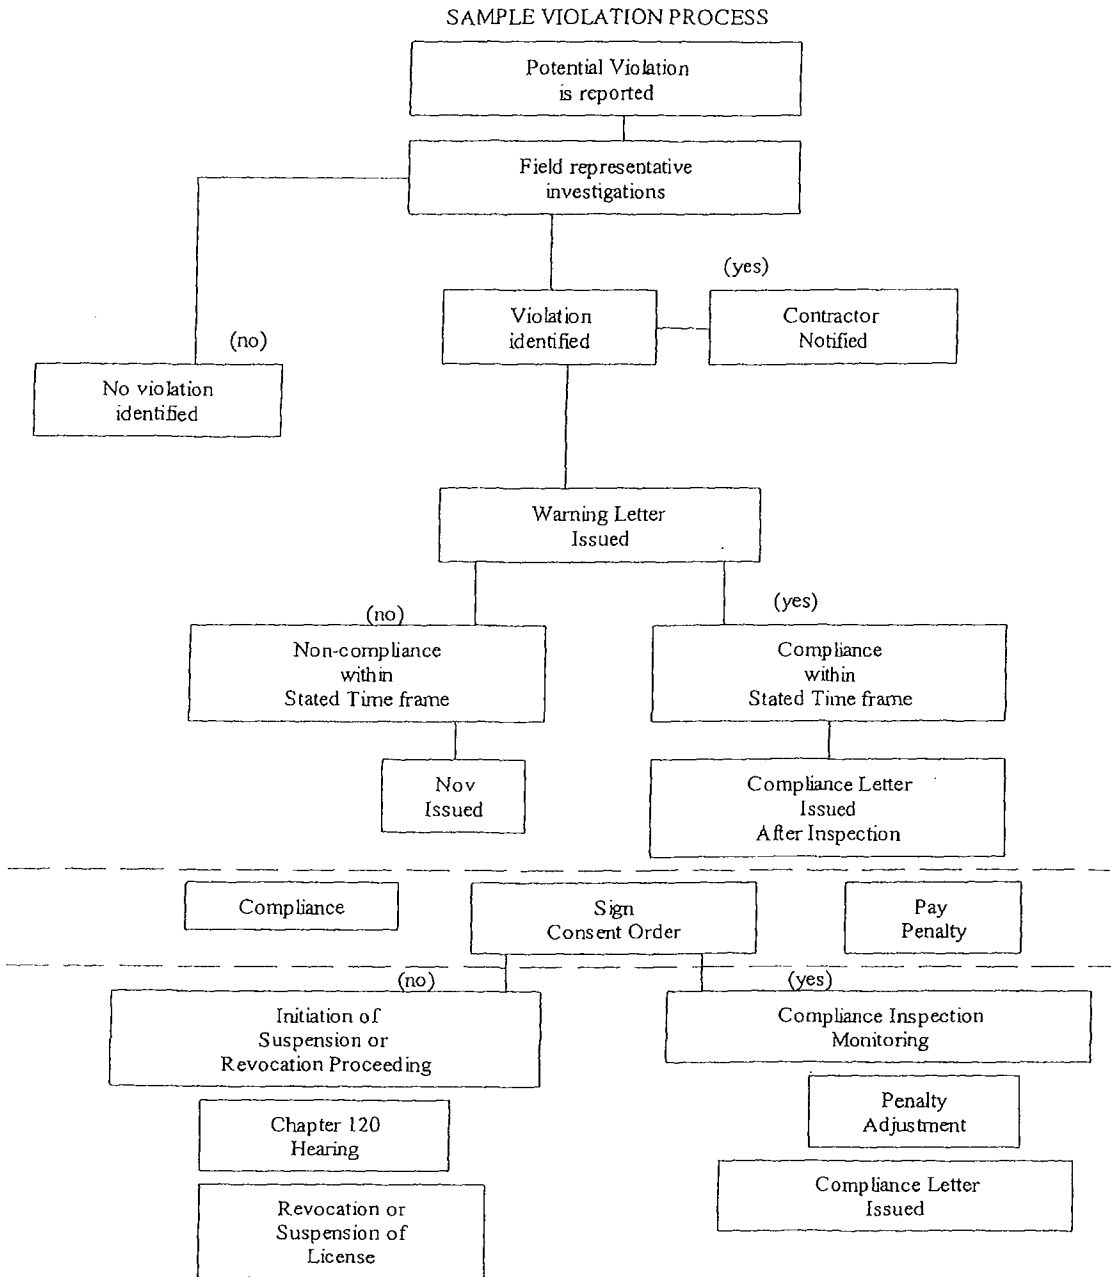 SAMPLE VIOLATION PROCESS
Potential Violation
is reported
Field representative
investigations
(yes)
Violation
identified
Contractor
Notified
(no)
No violation
identified
Warning Letter
Issued
(no)
(yes)
Non-compliance
within
Stated Time frame
Compliance
within
Stated Time frame
Nov
Issued
Compliance Letter
Issued
After Inspection
Compliance
Sign
Consent Order
Pay
Penalty
(no)
(yes)
Initiation of
Suspension or
Revocation Proceeding
Compliance Inspection
Monitoring
Chapter 120
Hearing
Penalty
Adjustment
Revocation or
Suspension of
License
Compliance Letter
Issued